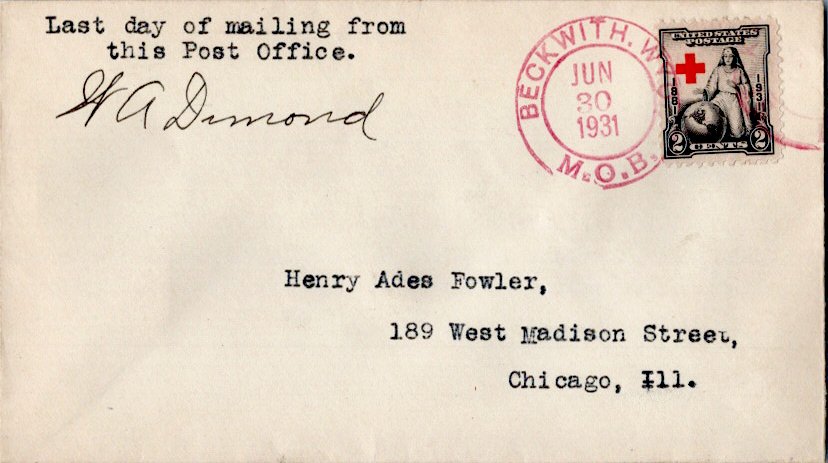 Last day of mailing from
this Post Office.
W A Dimond
BECKWITH, WYO.
JUN
30
1931
M.O.B.
UNITED STATES
POSTAGE
1881 1931
2 CENTS 2
Henry Ades Fowler,
189 West Madison Street,
Chicago, Ill.